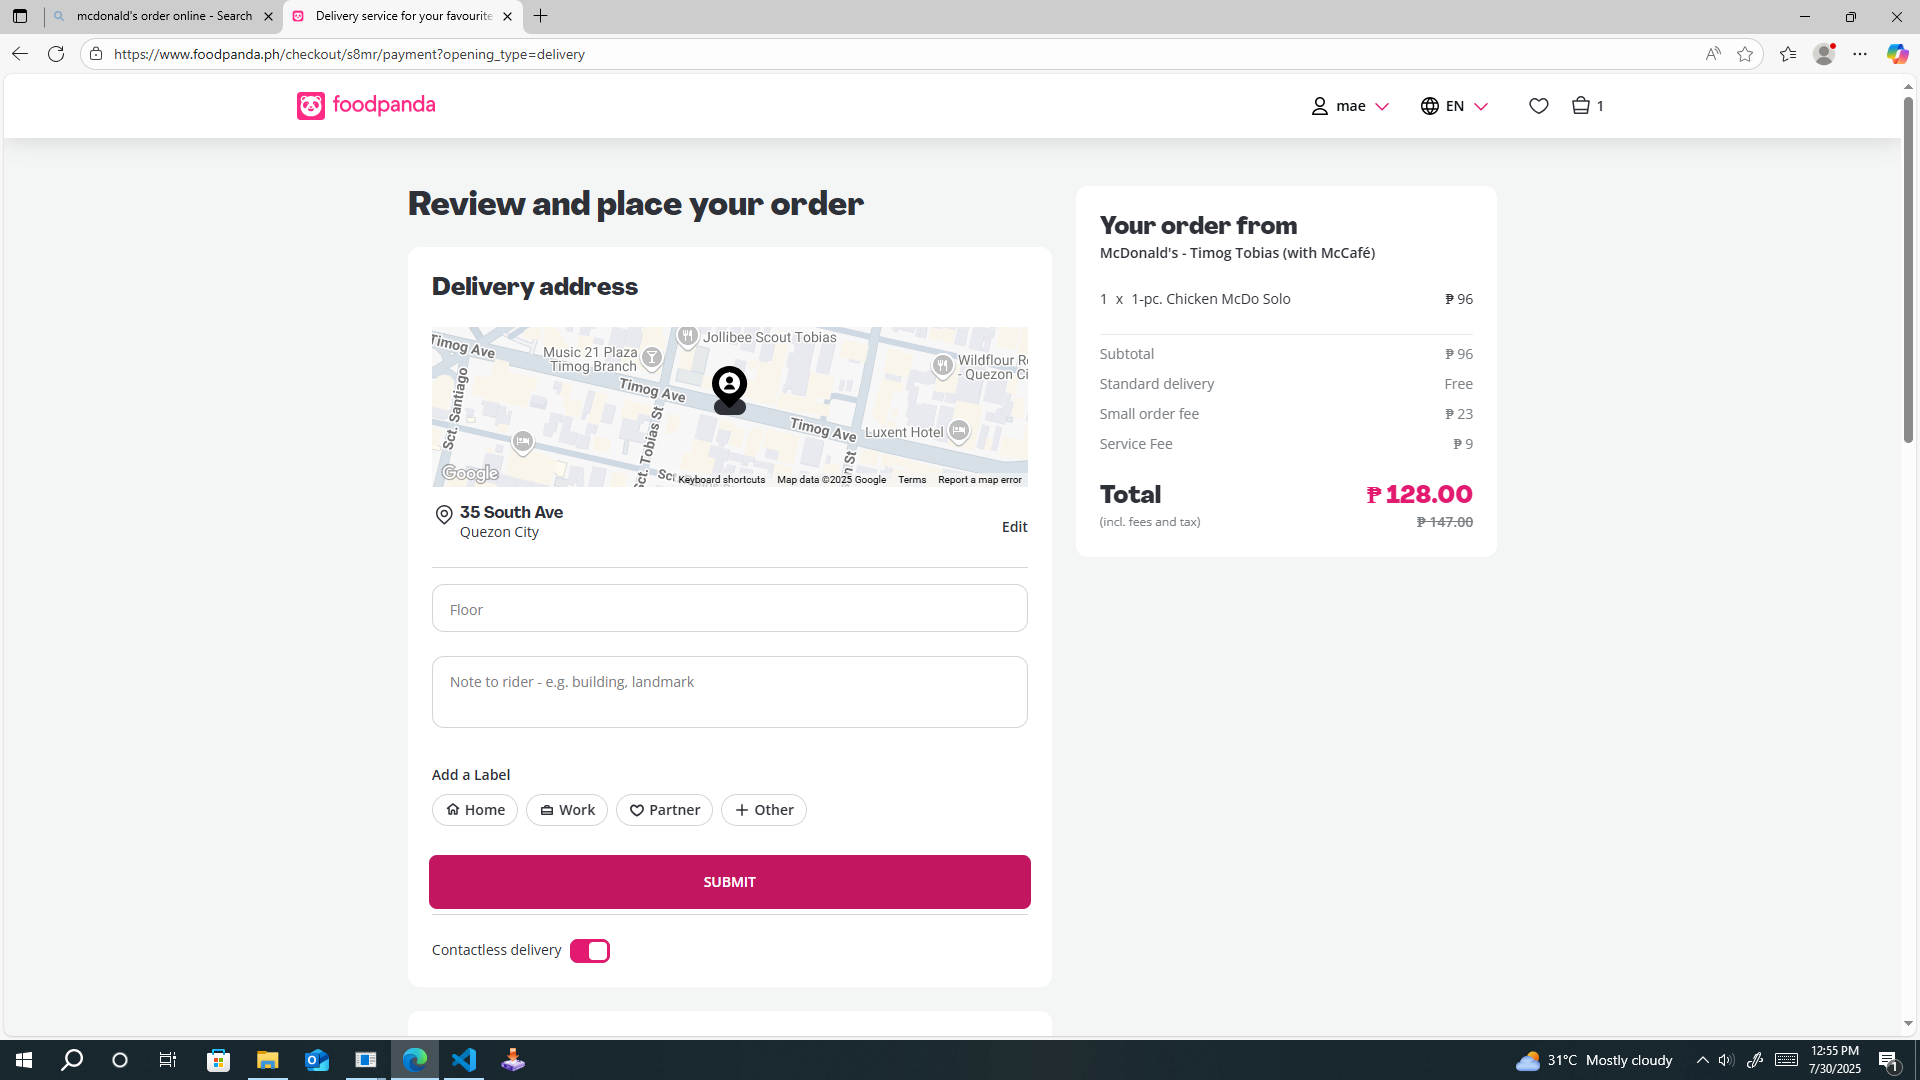 mcdonald's order online - Search
Delivery service for your favourite
https://www.foodpanda.ph/checkout/s8mr/payment?opening_type=delivery
foodpanda
mae
EN
1
Review and place your order
Delivery address
Timog Ave
Music 21 Plaza
Timog Branch
Jollibee Scout Tobias
Wildflour Re
- Quezon Ci
Timog Ave
Sct. Santiago
Sct. Tobias St
Timog Ave
Luxent Hotel
Google
Keyboard shortcuts
Map data ©2025 Google
Terms
Report a map error
35 South Ave
Quezon City
Edit
Floor
Note to rider - e.g. building, landmark
Add a Label
Home
Work
Partner
Other
SUBMIT
Contactless delivery
Your order from
McDonald's - Timog Tobias (with McCafé)
1 x 1-pc. Chicken McDo Solo ₱ 96
Subtotal ₱ 96
Standard delivery Free
Small order fee ₱ 23
Service Fee ₱ 9
Total ₱ 128.00
(incl. fees and tax) ₱ 147.00
31°C Mostly cloudy
12:55 PM
7/30/2025
1